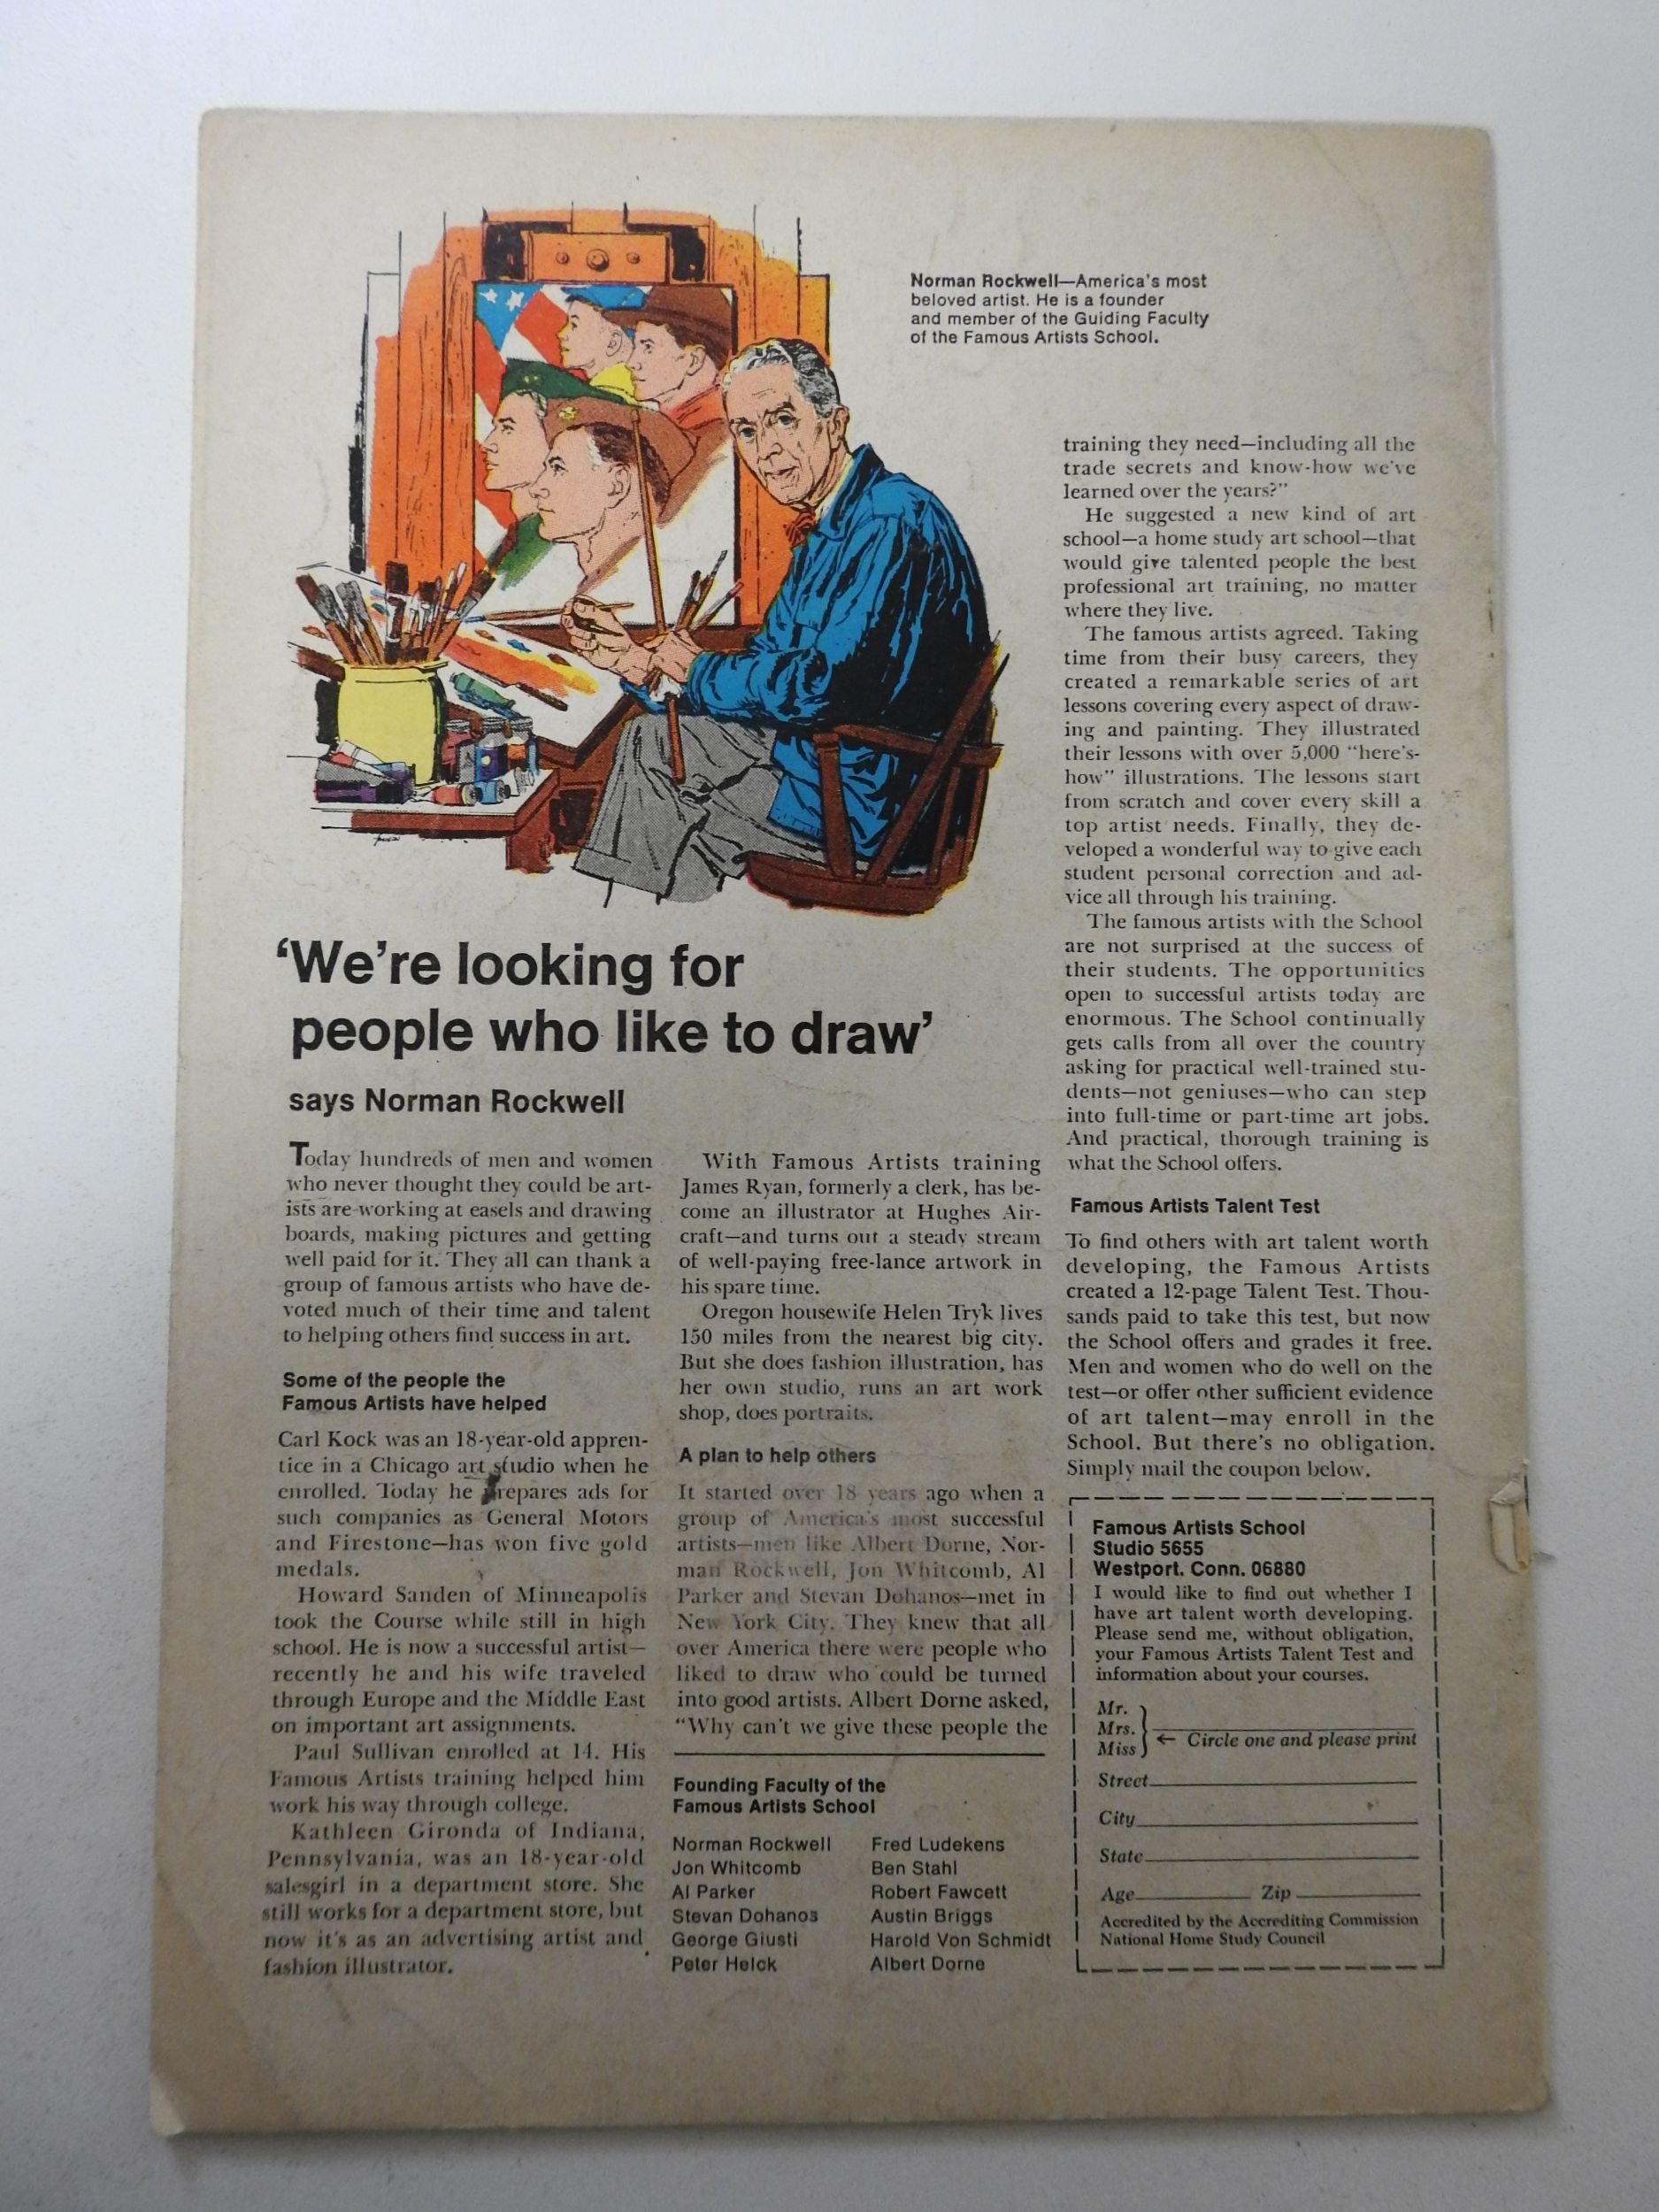 Norman Rockwell—America's most
beloved artist. He is a founder
and member of the Guiding Faculty
of the Famous Artists School.
'We're looking for
people who like to draw'
says Norman Rockwell
Today hundreds of men and women
who never thought they could be art-
ists are working at easels and drawing
boards, making pictures and getting
well paid for it. They all can thank a
group of famous artists who have de-
voted much of their time and talent
to helping others find success in art.
Some of the people the
Famous Artists have helped
Carl Kock was an 18-year-old appren-
tice in a Chicago art studio when he
enrolled. Today he prepares ads for
such companies as General Motors
and Firestone—has won five gold
medals.
Howard Sanden of Minneapolis
took the Course while still in high
school. He is now a successful artist—
recently he and his wife traveled
through Europe and the Middle East
on important art assignments.
Paul Sullivan enrolled at 14. His
Famous Artists training helped him
work his way through college.
Kathleen Gironda of Indiana,
Pennsylvania, was an 18-year-old
salesgirl in a department store. She
still works for a department store, but
now it's as an advertising artist and
fashion illustrator.
With Famous Artists training
James Ryan, formerly a clerk, has be-
come an illustrator at Hughes Air-
craft—and turns out a steady stream
of well-paying free-lance artwork in
his spare time.
Oregon housewife Helen Tryk lives
150 miles from the nearest big city.
But she does fashion illustration, has
her own studio, runs an art work
shop, does portraits.
A plan to help others
It started over 18 years ago when a
group of America's most successful
artists—men like Albert Dorne, Nor-
man Rockwell, Jon Whitcomb, Al
Parker and Stevan Dohanos—met in
New York City. They knew that all
over America there were people who
liked to draw who could be turned
into good artists. Albert Dorne asked,
"Why can't we give these people the
Founding Faculty of the
Famous Artists School
Norman Rockwell
Jon Whitcomb
Al Parker
Stevan Dohanos
George Giusti
Peter Helck
Fred Ludekens
Ben Stahl
Robert Fawcett
Austin Briggs
Harold Von Schmidt
Albert Dorne
training they need—including all the
trade secrets and know-how we've
learned over the years?"
He suggested a new kind of art
school—a home study art school—that
would give talented people the best
professional art training, no matter
where they live.
The famous artists agreed. Taking
time from their busy careers, they
created a remarkable series of art
lessons covering every aspect of draw-
ing and painting. They illustrated
their lessons with over 5,000 "here's-
how" illustrations. The lessons start
from scratch and cover every skill a
top artist needs. Finally, they de-
veloped a wonderful way to give each
student personal correction and ad-
vice all through his training.
The famous artists with the School
are not surprised at the success of
their students. The opportunities
open to successful artists today are
enormous. The School continually
gets calls from all over the country
asking for practical well-trained stu-
dents—not geniuses—who can step
into full-time or part-time art jobs.
And practical, thorough training is
what the School offers.
Famous Artists Talent Test
To find others with art talent worth
developing, the Famous Artists
created a 12-page Talent Test. Thou-
sands paid to take this test, but now
the School offers and grades it free.
Men and women who do well on the
test—or offer other sufficient evidence
of art talent—may enroll in the
School. But there's no obligation.
Simply mail the coupon below.
Famous Artists School
Studio 5655
Westport, Conn. 06880
I would like to find out whether I
have art talent worth developing.
Please send me, without obligation,
your Famous Artists Talent Test and
information about your courses.
Mr.
Mrs.
Miss
← Circle one and please print
Street
City
State
Age Zip
Accredited by the Accrediting Commission
National Home Study Council